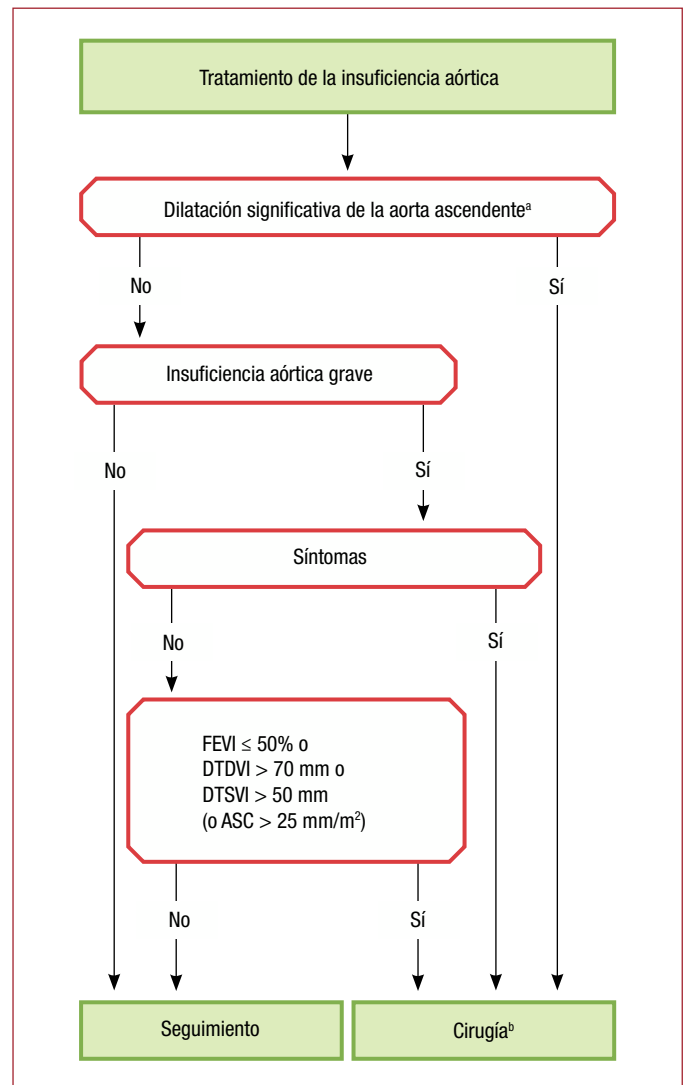 Tratamiento de la insuficiencia aórtica
Dilatación significativa de la aorta ascendenteᵃ
No
Sí
Insuficiencia aórtica grave
No
Sí
Síntomas
No
Sí
FEVI ≤ 50% o
DTDVI > 70 mm o
DTSVI > 50 mm
(o ASC > 25 mm/m²)
No
Sí
Seguimiento
Cirugíaᵇ